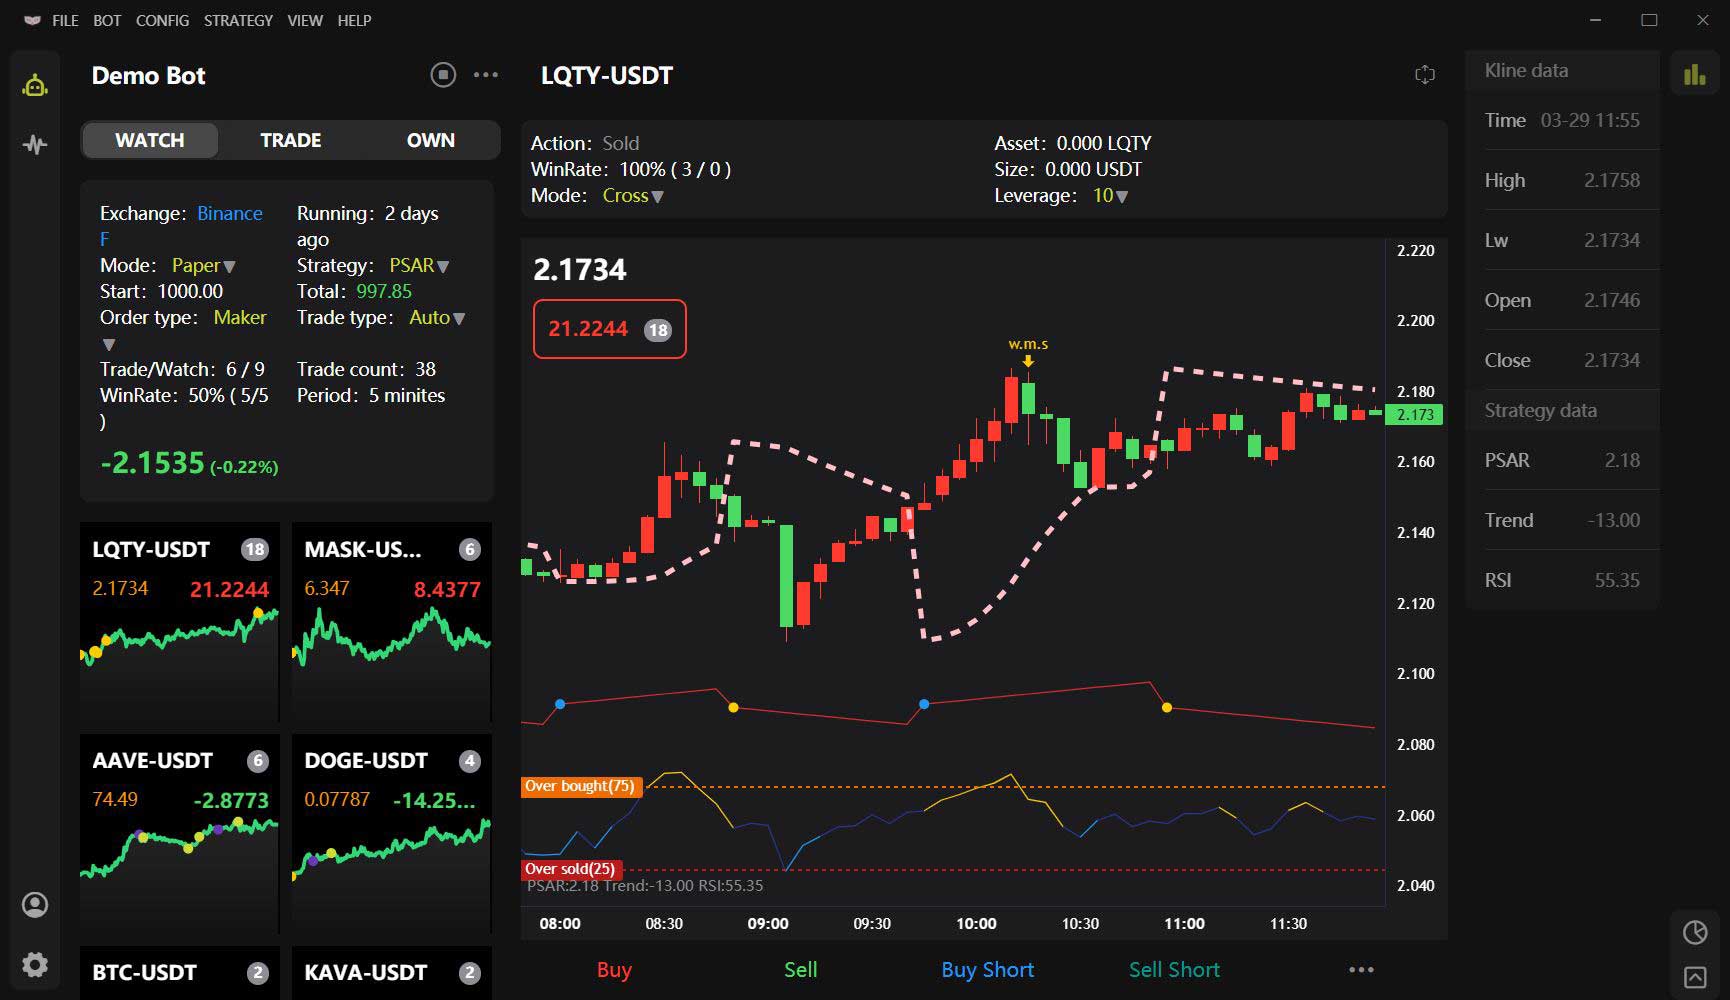 FILE BOT CONFIG STRATEGY VIEW HELP
Demo Bot
WATCH TRADE OWN
Exchange: Binance
F
Running: 2 days
ago
Mode: Paper
Strategy: PSAR
Start: 1000.00
Total: 997.85
Order type: Maker
Trade type: Auto
Trade/Watch: 6 / 9
Trade count: 38
WinRate: 50% ( 5/5
)
Period: 5 minites
-2.1535 (-0.22%)
LQTY-USDT 18
2.1734 21.2244
MASK-US... 6
6.347 8.4377
AAVE-USDT 6
74.49 -2.8773
DOGE-USDT 4
0.07787 -14.25...
BTC-USDT 2
KAVA-USDT 2
LQTY-USDT
Action: Sold
WinRate: 100% ( 3 / 0 )
Mode: Cross
Asset: 0.000 LQTY
Size: 0.000 USDT
Leverage: 10
2.1734
21.2244 18
w.m.s
2.220
2.200
2.180
2.173
2.160
2.140
2.120
2.100
2.080
2.060
2.040
Over bought(75)
Over sold(25)
PSAR:2.18 Trend:-13.00 RSI:55.35
08:00 08:30 09:00 09:30 10:00 10:30 11:00 11:30
Buy Sell Buy Short Sell Short
Kline data
Time 03-29 11:55
High 2.1758
Lw 2.1734
Open 2.1746
Close 2.1734
Strategy data
PSAR 2.18
Trend -13.00
RSI 55.35